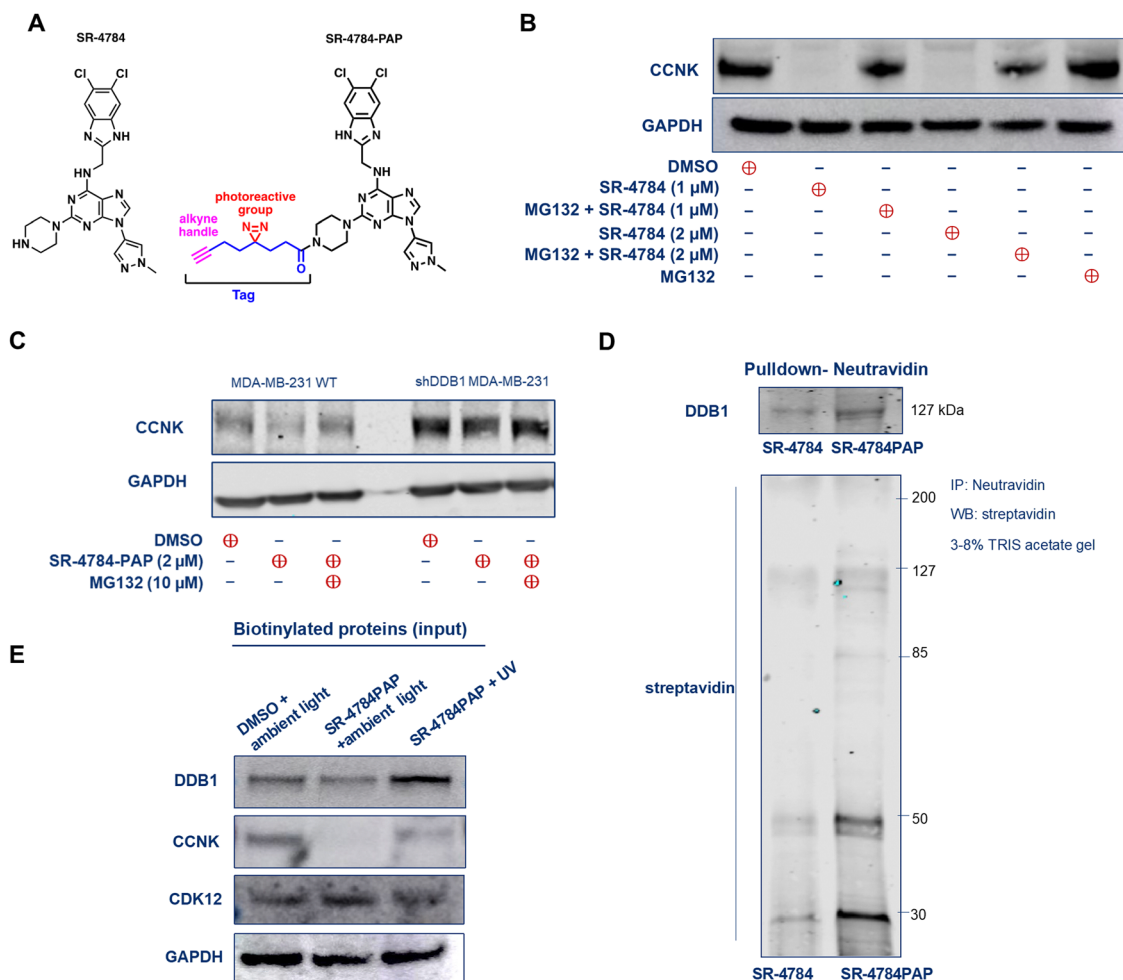 A
SR-4784
SR-4784-PAP
Cl Cl
N NH
HN
N N
N N
N
N
HN
N
N
Cl Cl
HN N
HN
photoreactive
group
alkyne
handle
N=N
N N
N N
N
N
N
N
N
O
Tag
B
CCNK
GAPDH
DMSO
SR-4784 (1 µM)
MG132 + SR-4784 (1 µM)
SR-4784 (2 µM)
MG132 + SR-4784 (2 µM)
MG132
C
MDA-MB-231 WT
shDDB1 MDA-MB-231
CCNK
GAPDH
DMSO
SR-4784-PAP (2 µM)
MG132 (10 µM)
D
Pulldown- Neutravidin
DDB1
127 kDa
SR-4784 SR-4784PAP
IP: Neutravidin
WB: streptavidin
3-8% TRIS acetate gel
200
127
85
streptavidin
50
30
SR-4784 SR-4784PAP
E
Biotinylated proteins (input)
DMSO +
ambient light
SR-4784PAP
+ambient light
SR-4784PAP + UV
DDB1
CCNK
CDK12
GAPDH